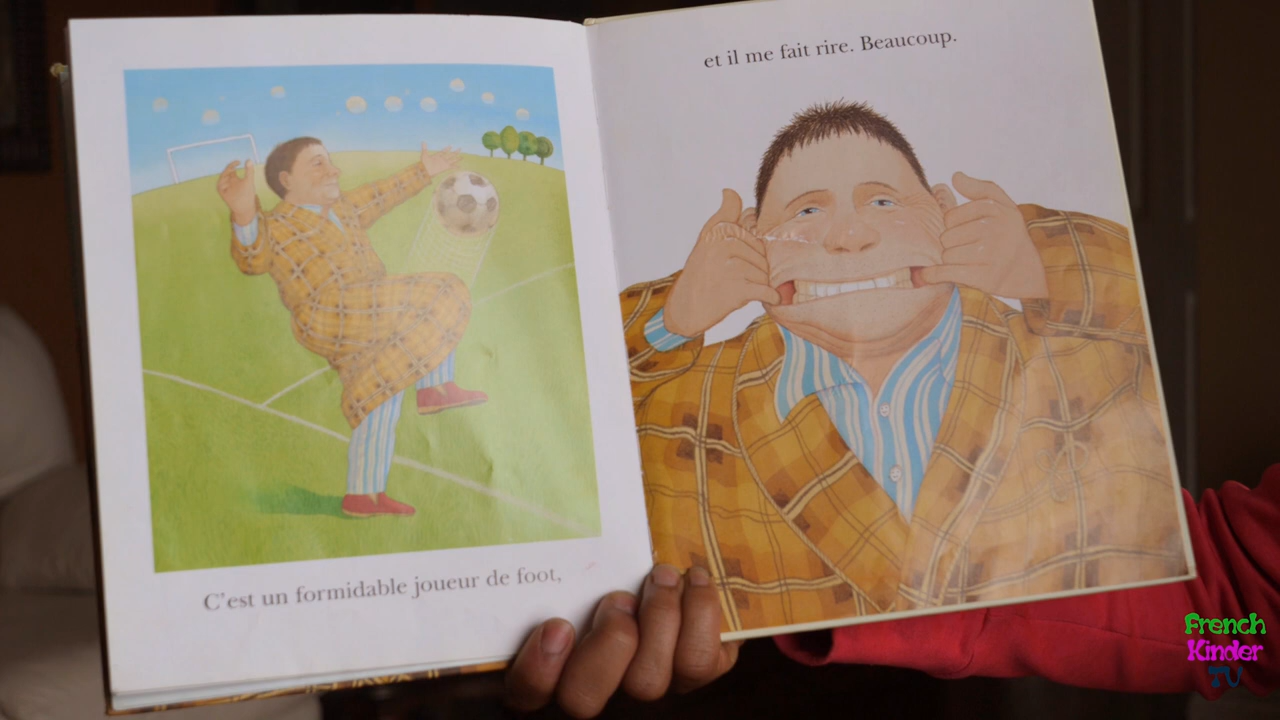 C'est un formidable joueur de foot,
et il me fait rire. Beaucoup.
French
Kinder
TV